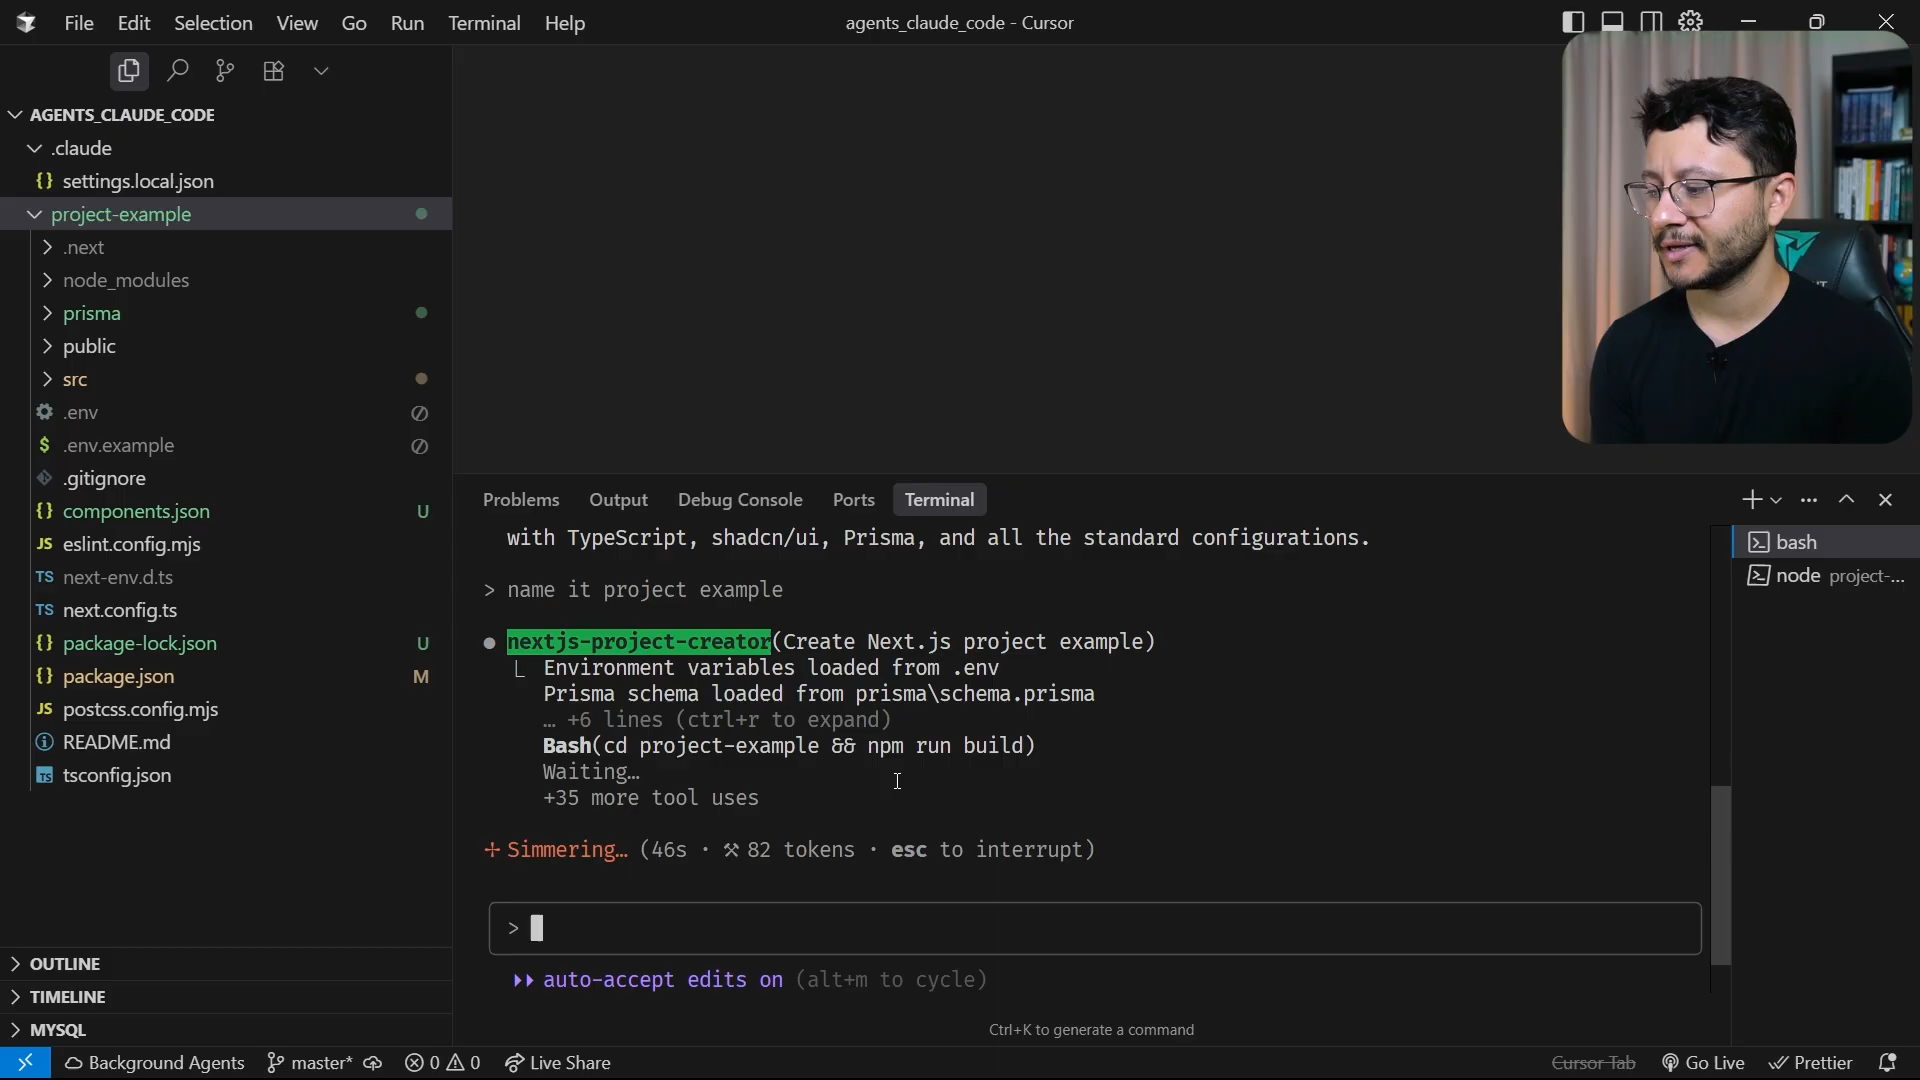 File Edit Selection View Go Run Terminal Help
agents_claude_code - Cursor
AGENTS_CLAUDE_CODE
.claude
settings.local.json
project-example
.next
node_modules
prisma
public
src
.env
.env.example
.gitignore
components.json U
eslint.config.mjs
next-env.d.ts
next.config.ts
package-lock.json U
package.json M
postcss.config.mjs
README.md
tsconfig.json
OUTLINE
TIMELINE
MYSQL
Problems Output Debug Console Ports Terminal
with TypeScript, shadcn/ui, Prisma, and all the standard configurations.
> name it project example
● nextjs-project-creator(Create Next.js project example)
⎿ Environment variables loaded from .env
Prisma schema loaded from prisma\schema.prisma
… +6 lines (ctrl+r to expand)
Bash(cd project-example && npm run build)
Waiting…
+35 more tool uses
✢ Simmering… (46s · ⚒ 82 tokens · esc to interrupt)
>
⏵⏵ auto-accept edits on (alt+m to cycle)
Ctrl+K to generate a command
bash
node project-...
Background Agents master* 0 0 Live Share
Cursor Tab Go Live Prettier